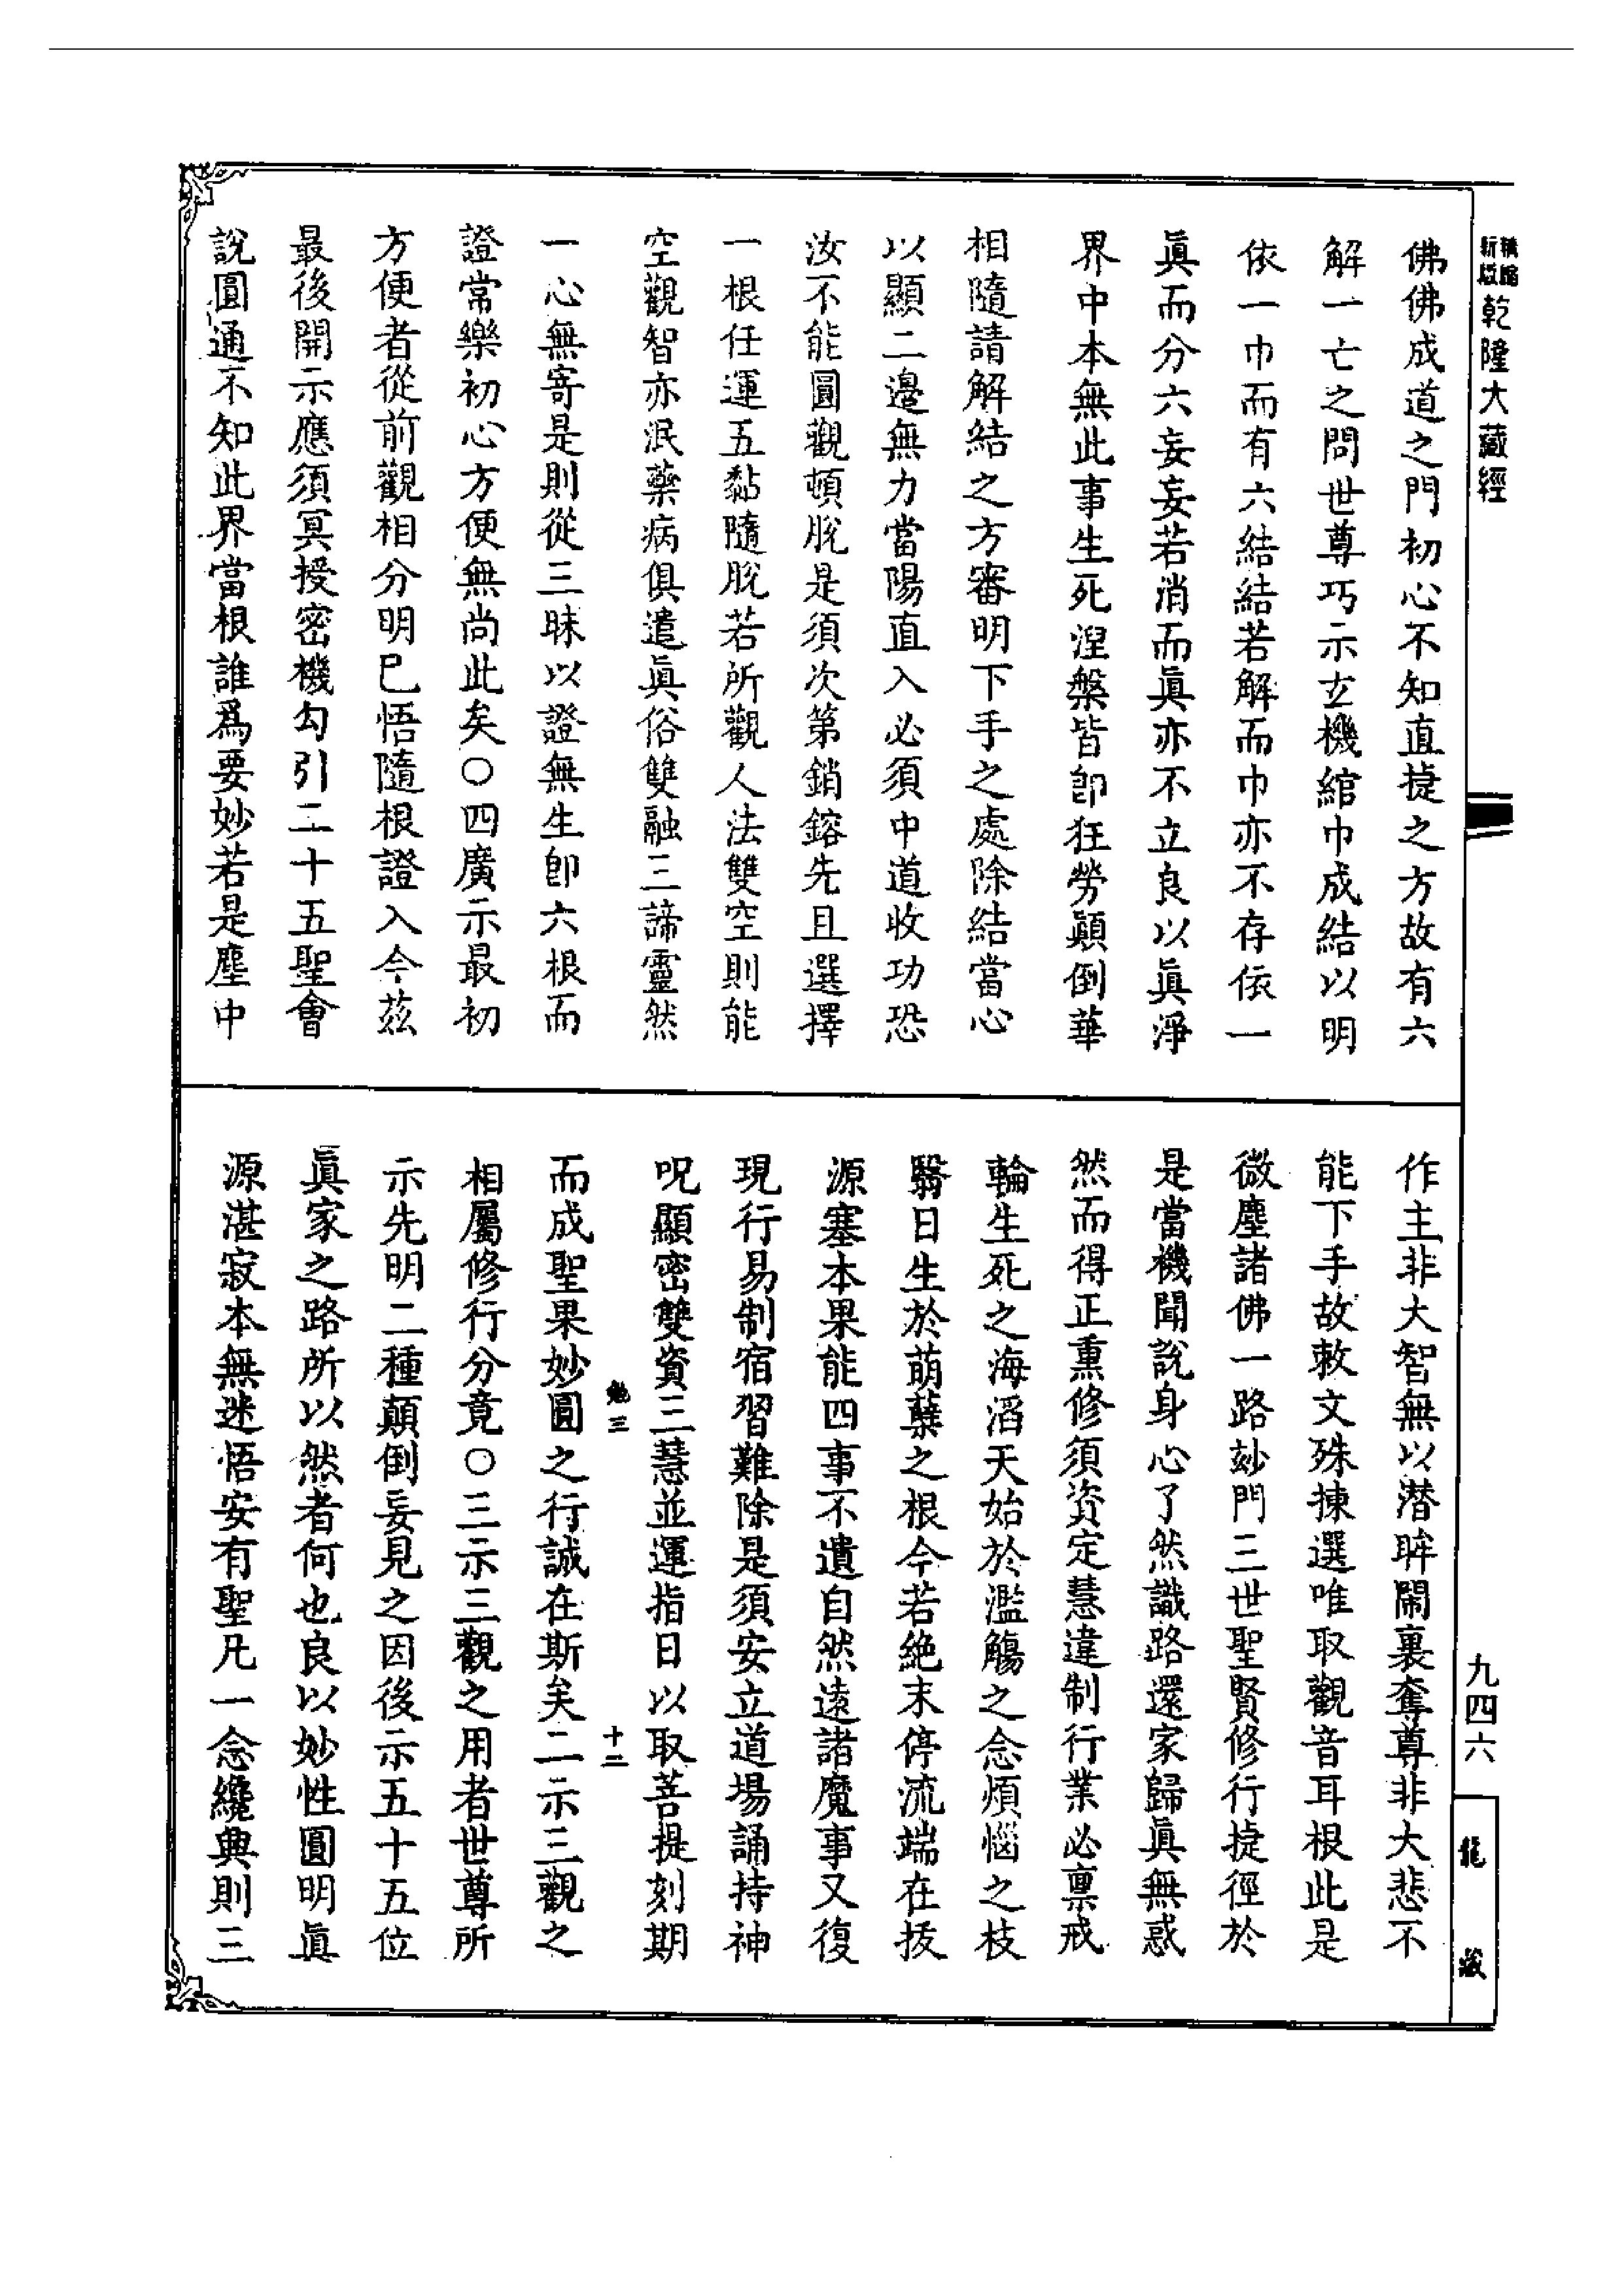 新版
精縮
乾隆大藏經
佛佛成道之門初心不知直捷之方故有六
解一亡之問世尊巧示玄機綰巾成結以明
依一巾而有六結結若解而巾亦不存依一
眞而分六妄妄若消而眞亦不立良以眞淨
界中本無此事生死涅槃皆卽狂勞顚倒華
相隨請解結之方審明下手之處除結當心
以顯二邊無力當陽直入必須中道收功恐
汝不能圓觀頓脫是須次第銷鎔先且選擇
一根任運五黏隨脫若所觀人法雙空則能
空觀智亦泯藥病俱遣眞俗雙融三諦靈然
一心無寄是則從三昧以證無生卽六根而
證常樂初心方便無尚此矣○四廣示最初
方便者從前觀相分明巳悟隨根證入今茲
最後開示應須冥授密機勾引二十五聖會
說圓通不知此界當根誰爲要妙若是塵中
作主非大智無以潛眸鬧裏奪尊非大悲不
能下手故敕文殊揀選唯取觀音耳根此是
微塵諸佛一路玅門三世聖賢修行捷徑於
是當機聞說身心了然識路還家歸眞無惑
然而得正熏修須資定慧違制行業必禀戒
輪生死之海滔天始於濫觴之念煩惱之枝
翳日生於萌蘗之根今若絶末停流端在拔
源塞本果能四事不遺自然遠諸魔事又復
現行易制宿習難除是須安立道場誦持神
呪顯密雙資三慧並運指日以取菩提刻期
勉三
十二
而成聖果妙圓之行誠在斯矣二示三觀之
相屬修行分竟○三示三觀之用者世尊所
示先明二種顛倒妄見之因後示五十五位
眞家之路所以然者何也良以妙性圓明眞
源湛寂本無迷悟安有聖凡一念纔興則三
九四六
龍藏